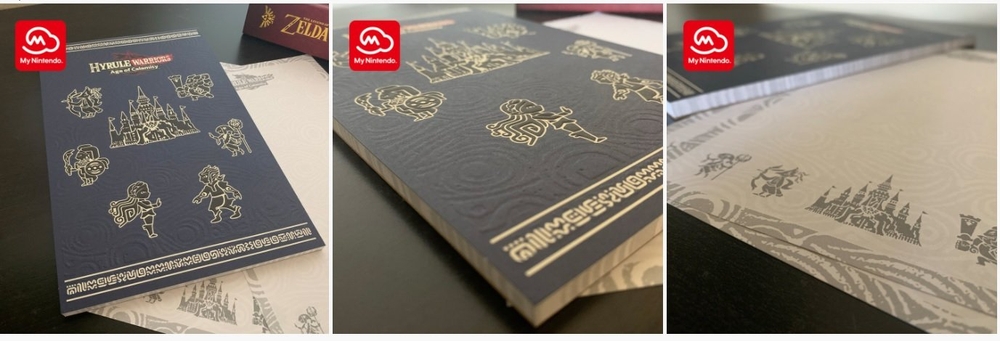 My Nintendo.
HYRULE WARRIORS
Age of Calamity
ZELDA
My Nintendo.
My Nintendo.